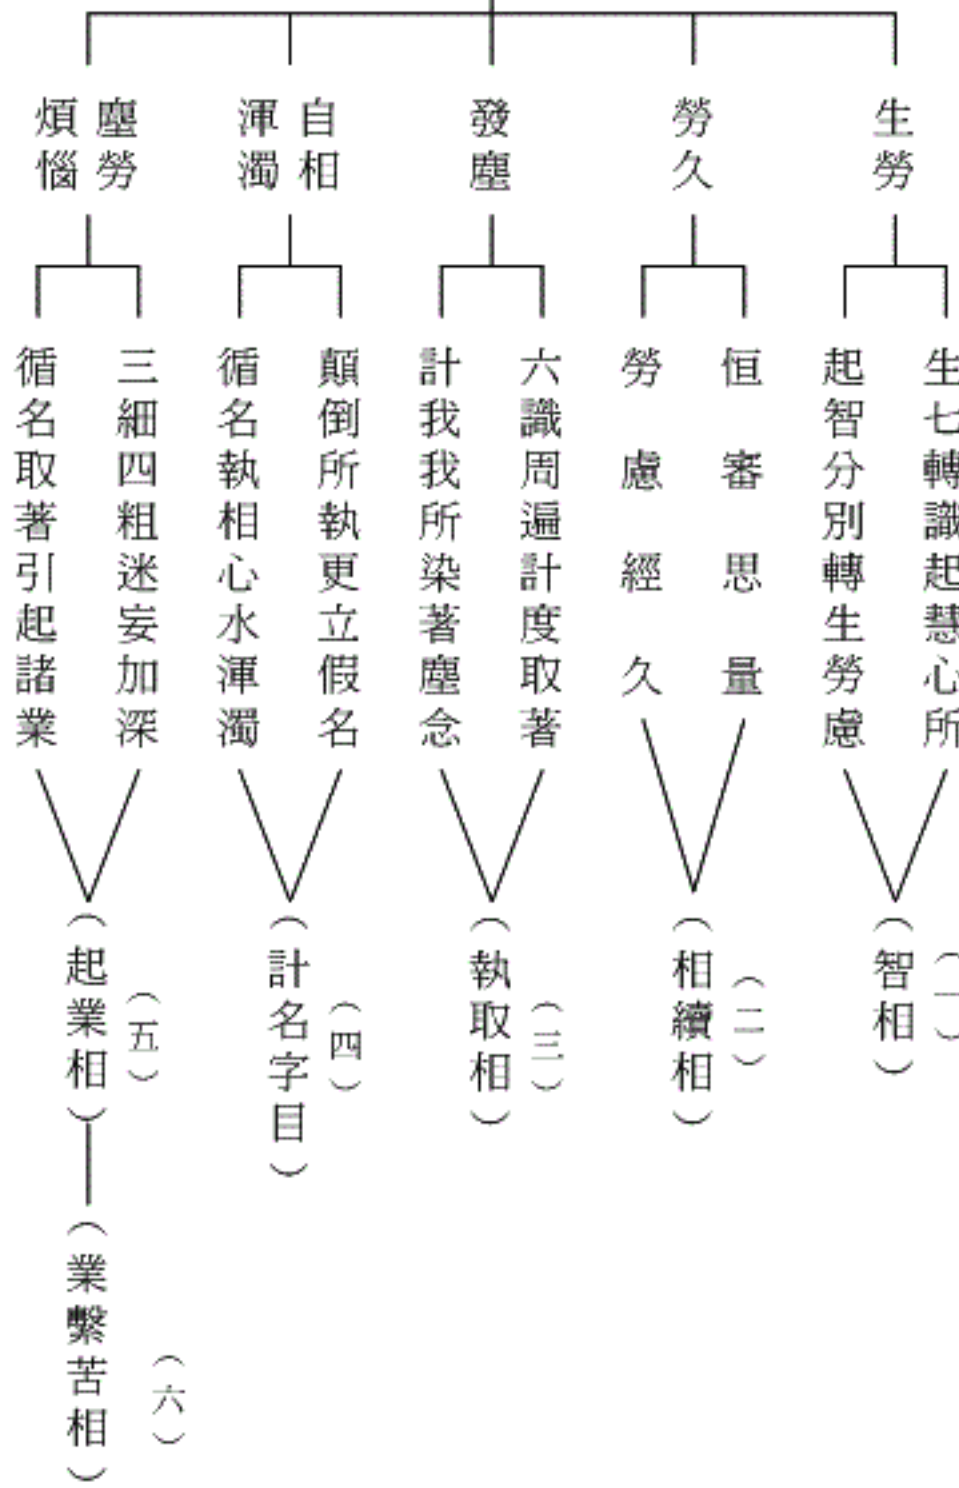 生勞
生七轉識起慧心所
起智分別轉生勞慮
（一）
（智相）
勞久
恒審思量
勞慮經久
（二）
（相續相）
發塵
六識周遍計度取著
計我我所染著塵念
（三）
（執取相）
自相
渾濁
顛倒所執更立假名
循名執相心水渾濁
（四）
（計名字目）
塵勞
煩惱
三細四粗迷妄加深
循名取著引起諸業
（五）
（起業相）
（六）
（業繫苦相）